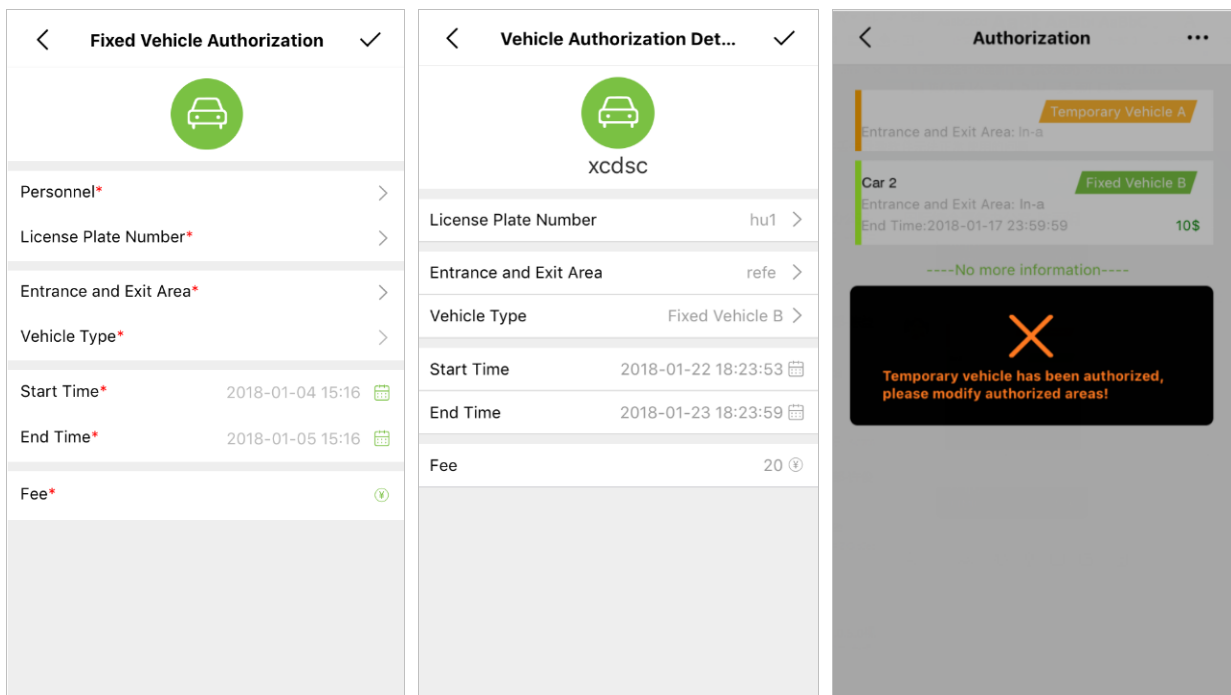 Fixed Vehicle Authorization
Personnel*
License Plate Number*
Entrance and Exit Area*
Vehicle Type*
Start Time* 2018-01-04 15:16
End Time* 2018-01-05 15:16
Fee* ¥
Vehicle Authorization Det...
xcdsc
License Plate Number hu1
Entrance and Exit Area refe
Vehicle Type Fixed Vehicle B
Start Time 2018-01-22 18:23:53
End Time 2018-01-23 18:23:59
Fee 20 ¥
Authorization
Temporary Vehicle A
Entrance and Exit Area: In-a
Car 2 Fixed Vehicle B
Entrance and Exit Area: In-a
End Time:2018-01-17 23:59:59 10$
----No more information----
Temporary vehicle has been authorized,
please modify authorized areas!